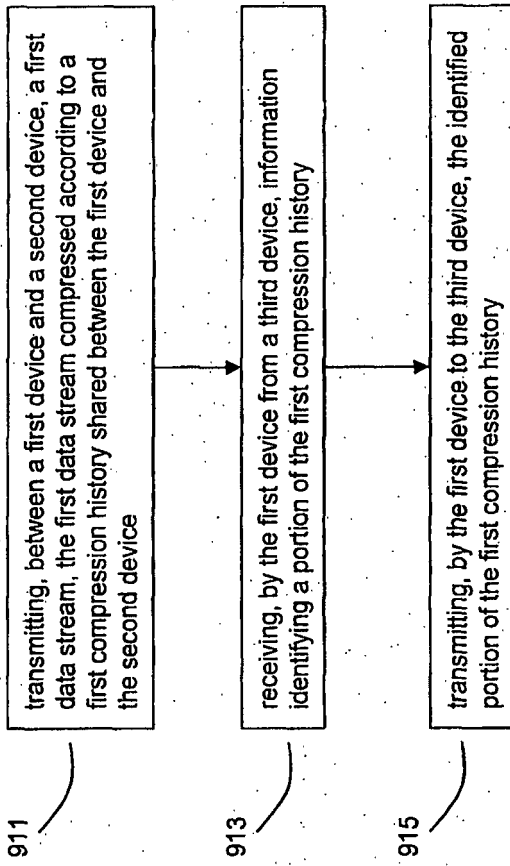 911
transmitting, between a first device and a second device, a first
data stream, the first data stream compressed according to a
first compression history shared between the first device and
the second device
913
receiving, by the first device from a third device, information
identifying a portion of the first compression history
915
transmitting, by the first device to the third device, the identified
portion of the first compression history